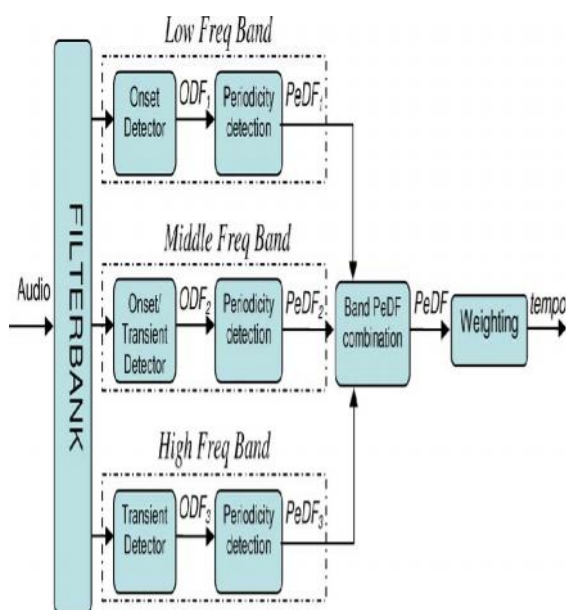 Low Freq Band
Onset
Detector
ODF1
Periodicity
detection
PeDF1
Middle Freq Band
Audio
FILTERBANK
Onset/
Transient
Detector
ODF2
Periodicity
detection
PeDF2
Band PeDF
combination
PeDF
Weighting
tempo
High Freq Band
Transient
Detector
ODF3
Periodicity
detection
PeDF3